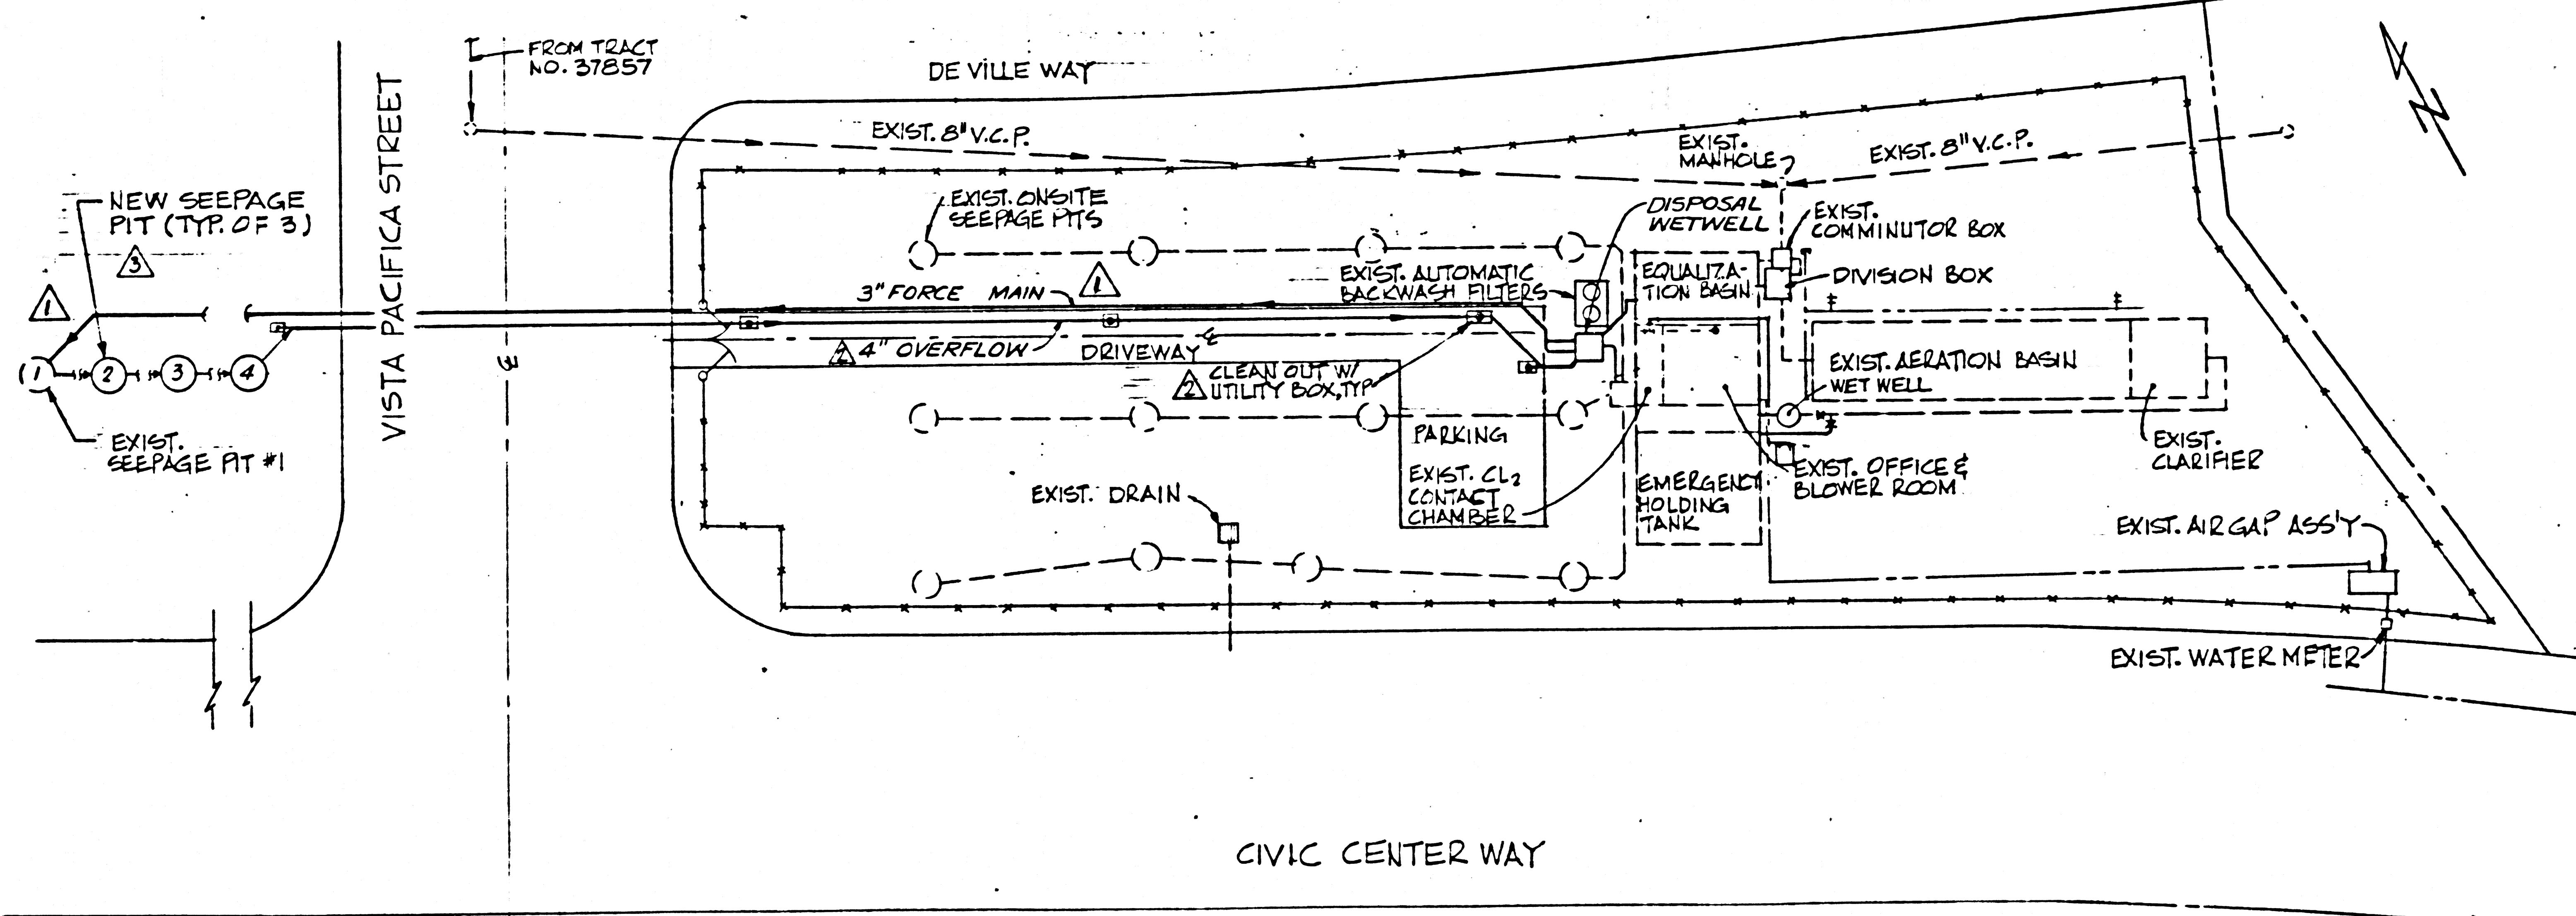 FROM TRACT
NO. 37857
DE VILLE WAY
VISTA PACIFICA STREET
EXIST. 8" V.C.P.
EXIST.
MANHOLE
EXIST. 8" V.C.P.
NEW SEEPAGE
PIT (TYP. OF 3)
3
1
EXIST. ONSITE
SEEPAGE PITS
DISPOSAL
WETWELL
EXIST.
COMMINUTOR BOX
DIVISION BOX
EXIST. AUTOMATIC
BACKWASH FILTERS
EQUALIZA-
TION BASIN
3" FORCE MAIN
1
2 4" OVERFLOW
DRIVEWAY
2 CLEAN OUT W/
UTILITY BOX, TYP
1
2
3
4
EXIST.
SEEPAGE PIT #1
EXIST. AERATION BASIN
WET WELL
PARKING
EXIST. CL2
CONTACT
CHAMBER
EMERGENCY
HOLDING
TANK
EXIST. OFFICE &
BLOWER ROOM
EXIST.
CLARIFIER
EXIST. DRAIN
EXIST. AIR GAP ASS'Y
EXIST. WATER METER
CIVIC CENTER WAY
N